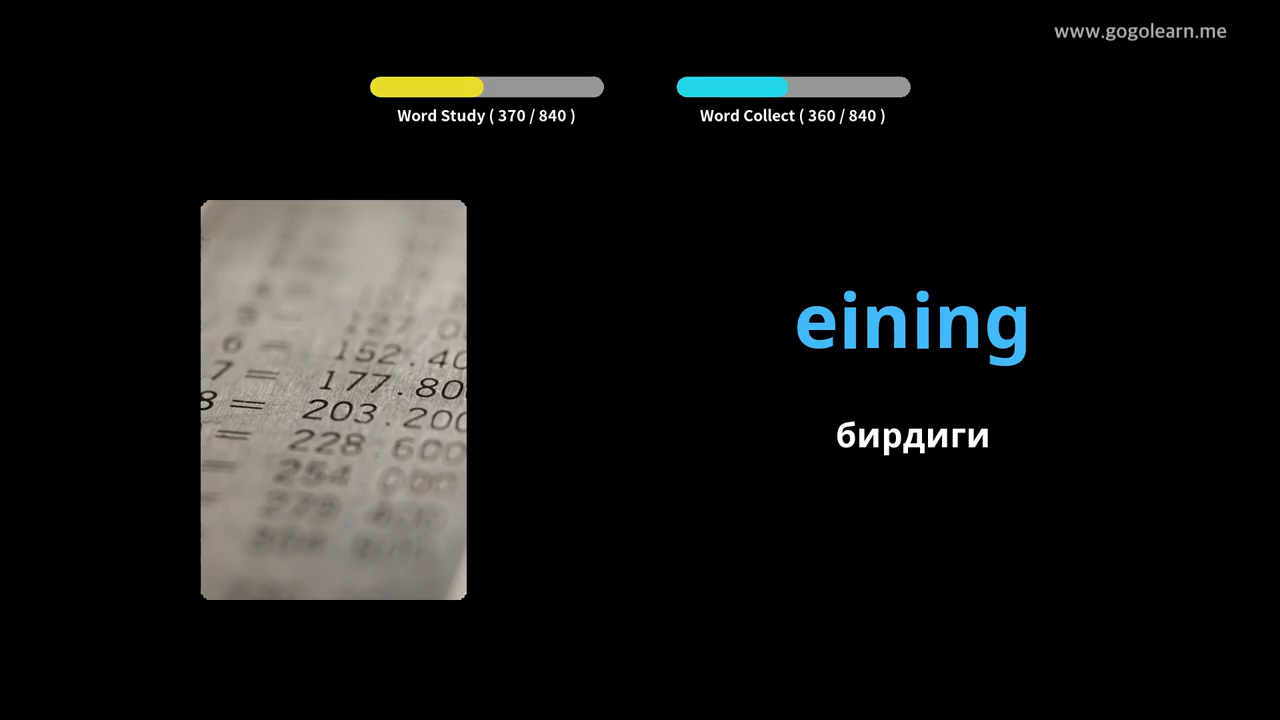 www.gogolearn.me
Word Study ( 370 / 840 )
Word Collect ( 360 / 840 )
6 = 152.40
7 = 177.80
8 = 203.200
= 228.600
254
eining
бирдиги